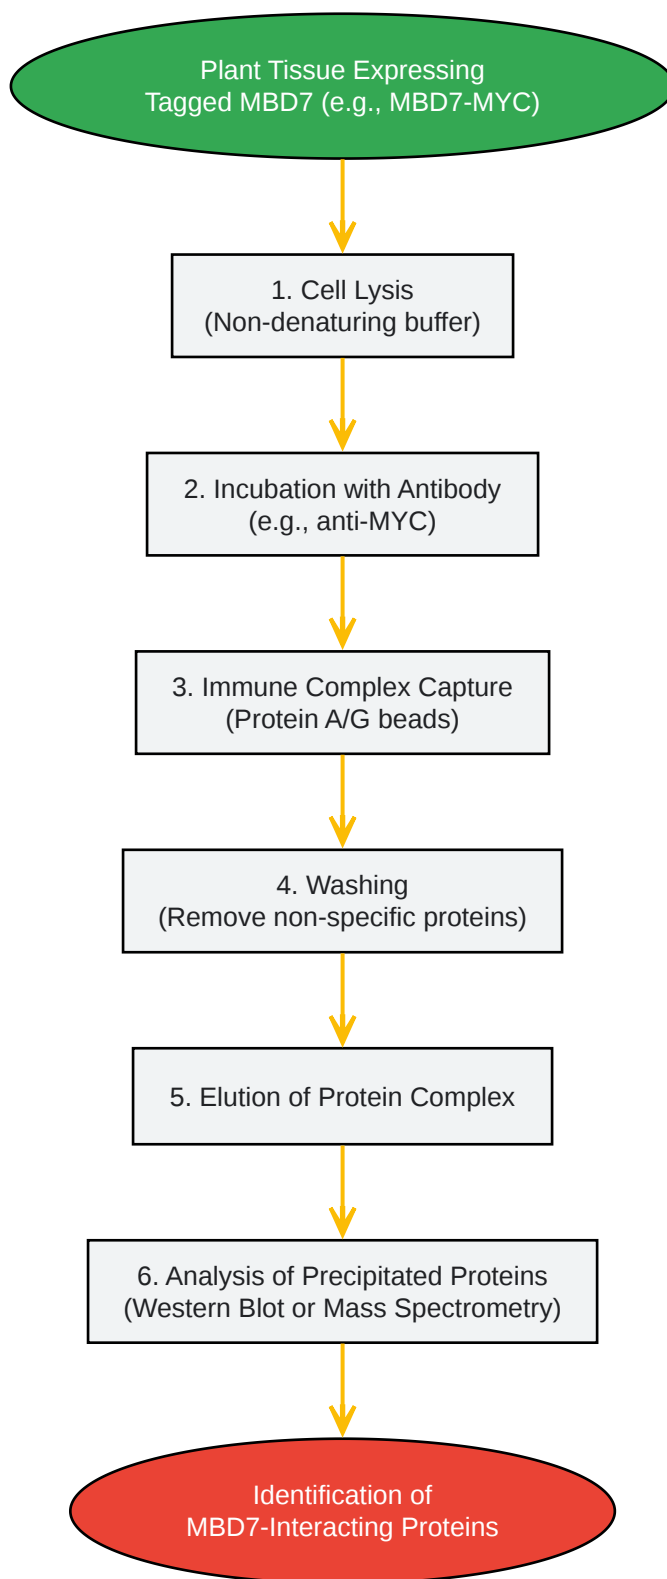 Plant Tissue Expressing
Tagged MBD7 (e.g., MBD7-MYC)
1. Cell Lysis
(Non-denaturing buffer)
2. Incubation with Antibody
(e.g., anti-MYC)
3. Immune Complex Capture
(Protein A/G beads)
4. Washing
(Remove non-specific proteins)
5. Elution of Protein Complex
6. Analysis of Precipitated Proteins
(Western Blot or Mass Spectrometry)
Identification of
MBD7-Interacting Proteins